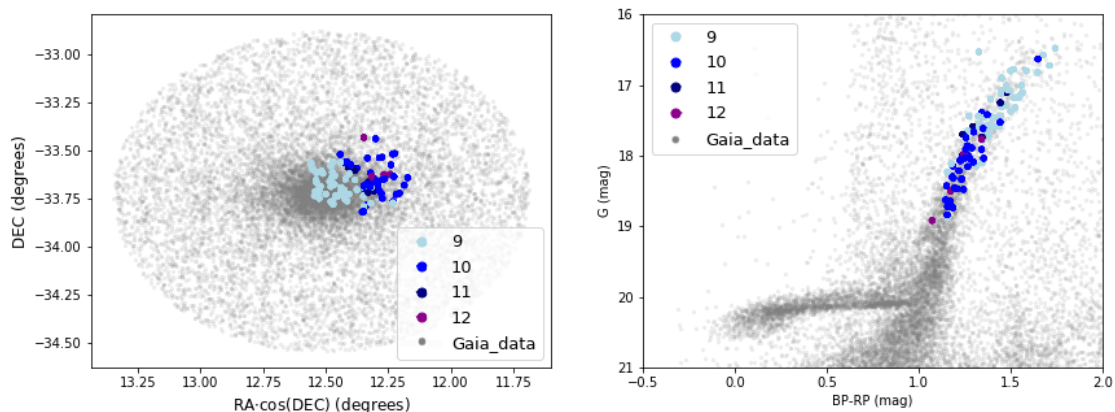 −33.00
−33.25
−33.50
−33.75
−34.00
−34.25
−34.50
DEC (degrees)
9
10
11
12
Gaia_data
13.25 13.00 12.75 12.50 12.25 12.00 11.75
RA·cos(DEC) (degrees)
16
17
18
19
20
21
G (mag)
9
10
11
12
Gaia_data
−0.5 0.0 0.5 1.0 1.5 2.0
BP-RP (mag)